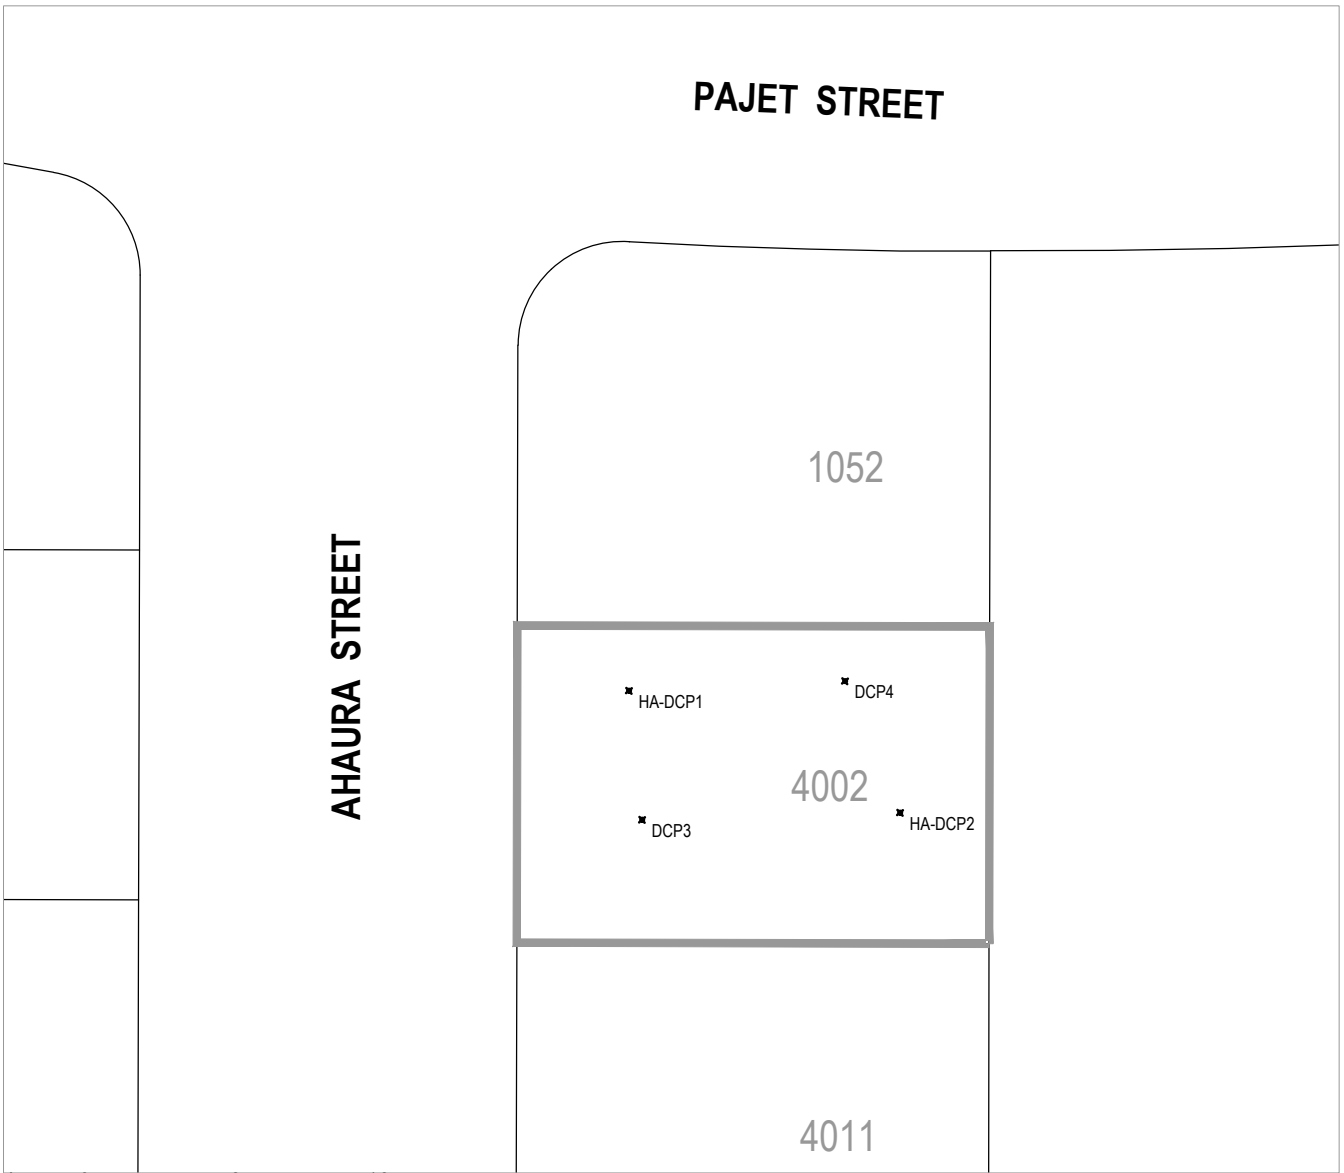 PAJET STREET
1052
AHAURA STREET
HA-DCP1
DCP4
4002
DCP3
HA-DCP2
4011